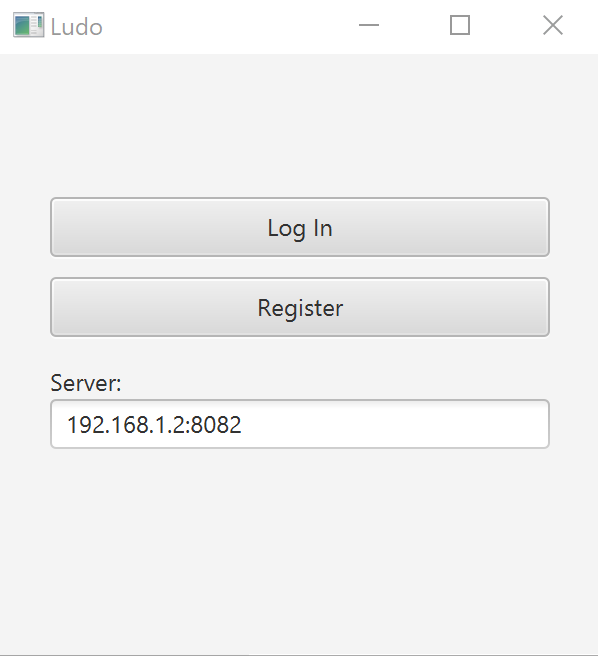 Ludo
Log In
Register
Server:
192.168.1.2:8082